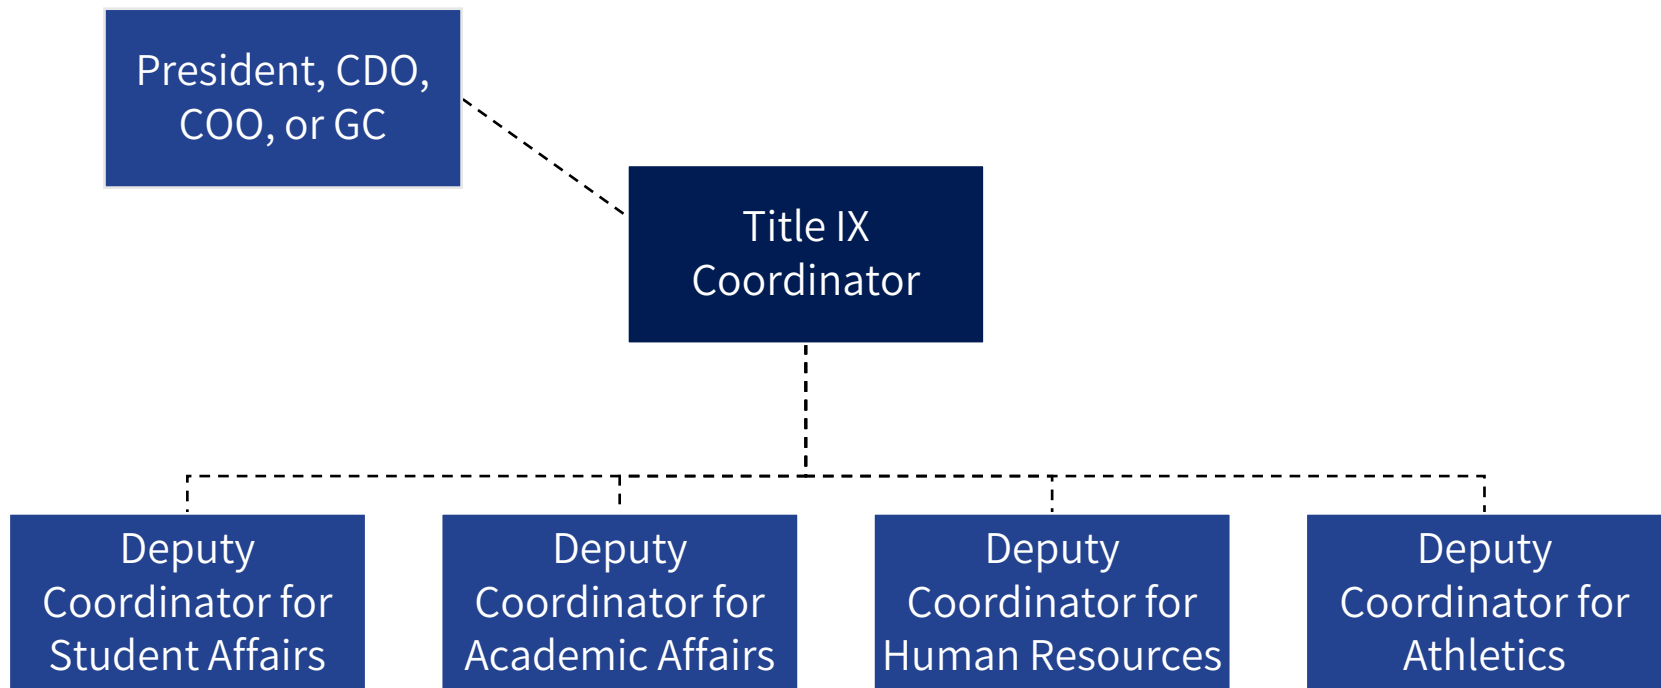 President, CDO,
COO, or GC
Title IX
Coordinator
Deputy
Coordinator for
Student Affairs
Deputy
Coordinator for
Academic Affairs
Deputy
Coordinator for
Human Resources
Deputy
Coordinator for
Athletics